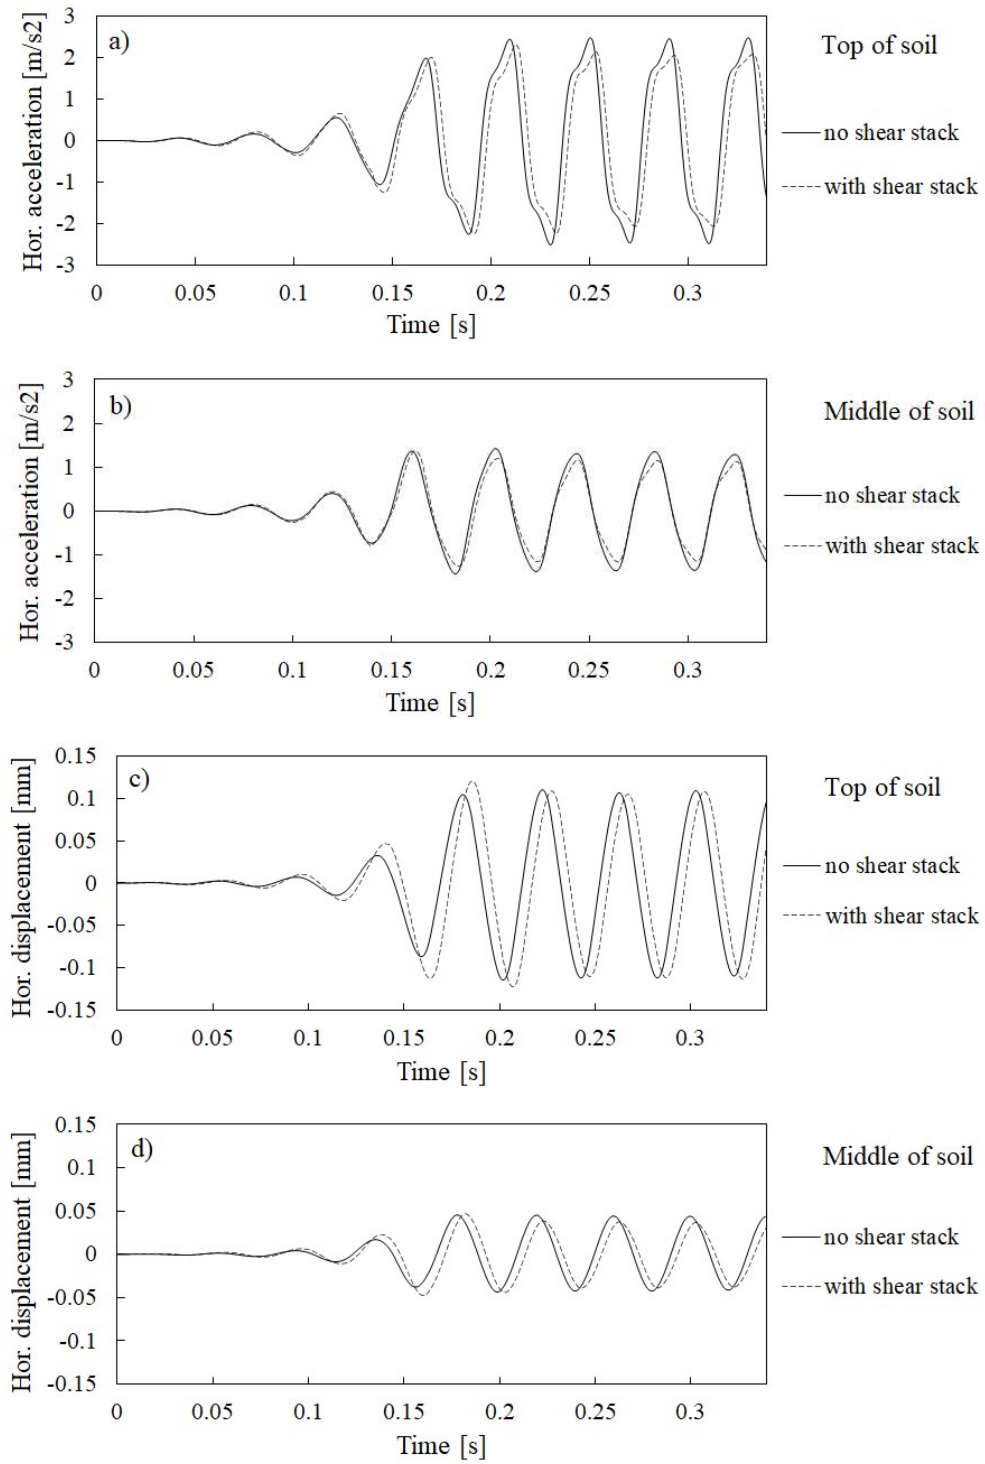 a)
Hor. acceleration [m/s2]
3
2
1
0
-1
-2
-3
0 0.05 0.1 0.15 0.2 0.25 0.3
Time [s]
Top of soil
no shear stack
with shear stack
b)
Hor. acceleration [m/s2]
3
2
1
0
-1
-2
-3
0 0.05 0.1 0.15 0.2 0.25 0.3
Time [s]
Middle of soil
no shear stack
with shear stack
c)
Hor. displacement [mm]
0.15
0.1
0.05
0
-0.05
-0.1
-0.15
0 0.05 0.1 0.15 0.2 0.25 0.3
Time [s]
Top of soil
no shear stack
with shear stack
d)
Hor. displacement [mm]
0.15
0.1
0.05
0
-0.05
-0.1
-0.15
0 0.05 0.1 0.15 0.2 0.25 0.3
Time [s]
Middle of soil
no shear stack
with shear stack